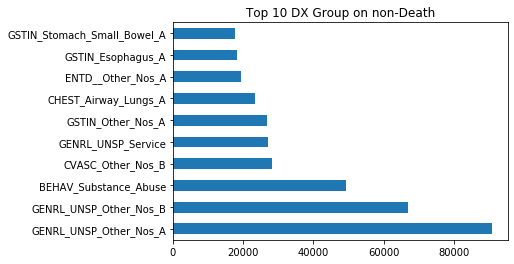 Top 10 DX Group on non-Death
GSTIN_Stomach_Small_Bowel_A
GSTIN_Esophagus_A
ENTD__Other_Nos_A
CHEST_Airway_Lungs_A
GSTIN_Other_Nos_A
GENRL_UNSP_Service
CVASC_Other_Nos_B
BEHAV_Substance_Abuse
GENRL_UNSP_Other_Nos_B
GENRL_UNSP_Other_Nos_A
0 20000 40000 60000 80000